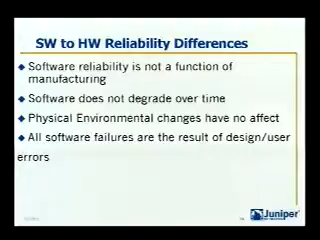 SW to HW Reliability Differences
Software reliability is not a function of
manufacturing
Software does not degrade over time
Physical Environmental changes have no affect
All software failures are the result of design/user
errors
Juniper